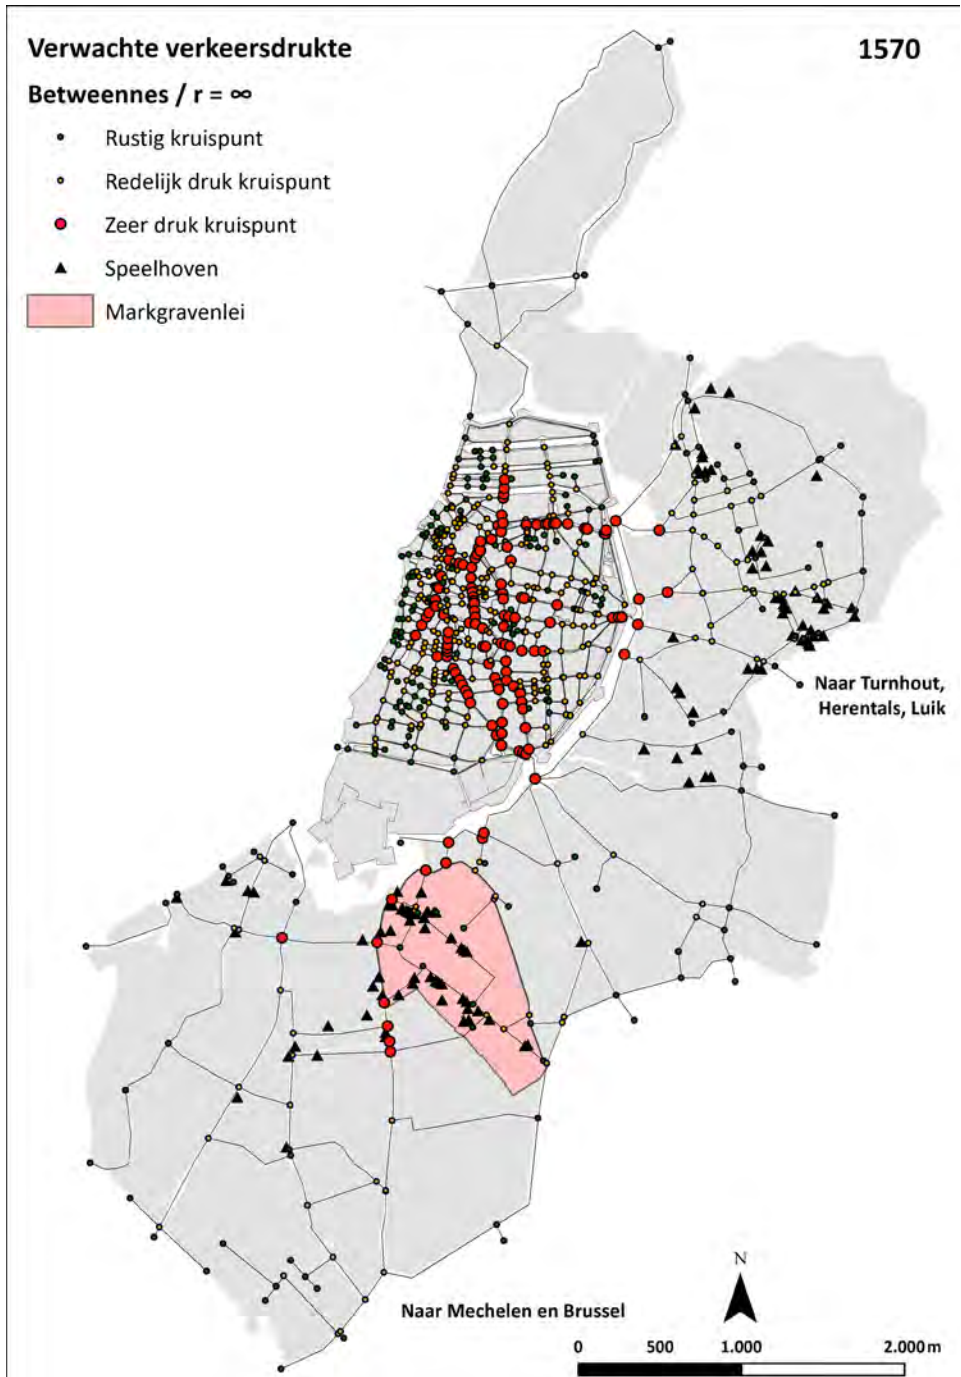 Verwachte verkeersdrukte
1570
Betweennes / r = ∞
Rustig kruispunt
Redelijk druk kruispunt
Zeer druk kruispunt
Speelhoven
Markgravenlei
Naar Turnhout,
Herentals, Luik
Naar Mechelen en Brussel
N
0 500 1.000 2.000 m